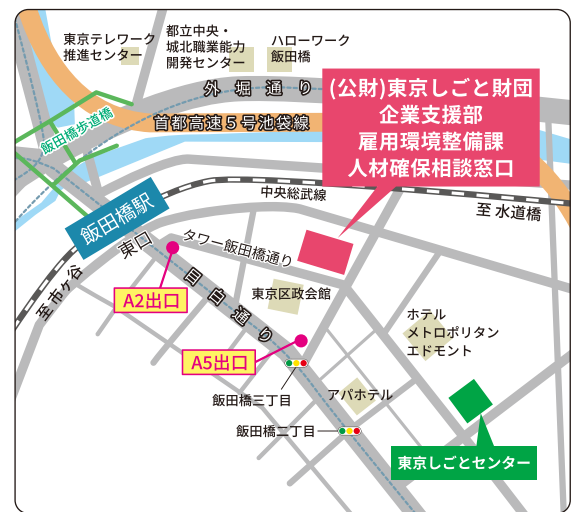 東京テレワーク
推進センター
都立中央・
城北職業能力
開発センター
ハローワーク
飯田橋
外堀通り
(公財)東京しごと財団
企業支援部
雇用環境整備課
人材確保相談窓口
首都高速5号池袋線
飯田橋歩道橋
中央総武線
至 水道橋
飯田橋駅
東口
タワー飯田橋通り
至市ヶ谷
A2出口
目白通り
東京区政会館
A5出口
ホテル
メトロポリタン
エドモント
飯田橋三丁目
アパホテル
飯田橋二丁目
東京しごとセンター